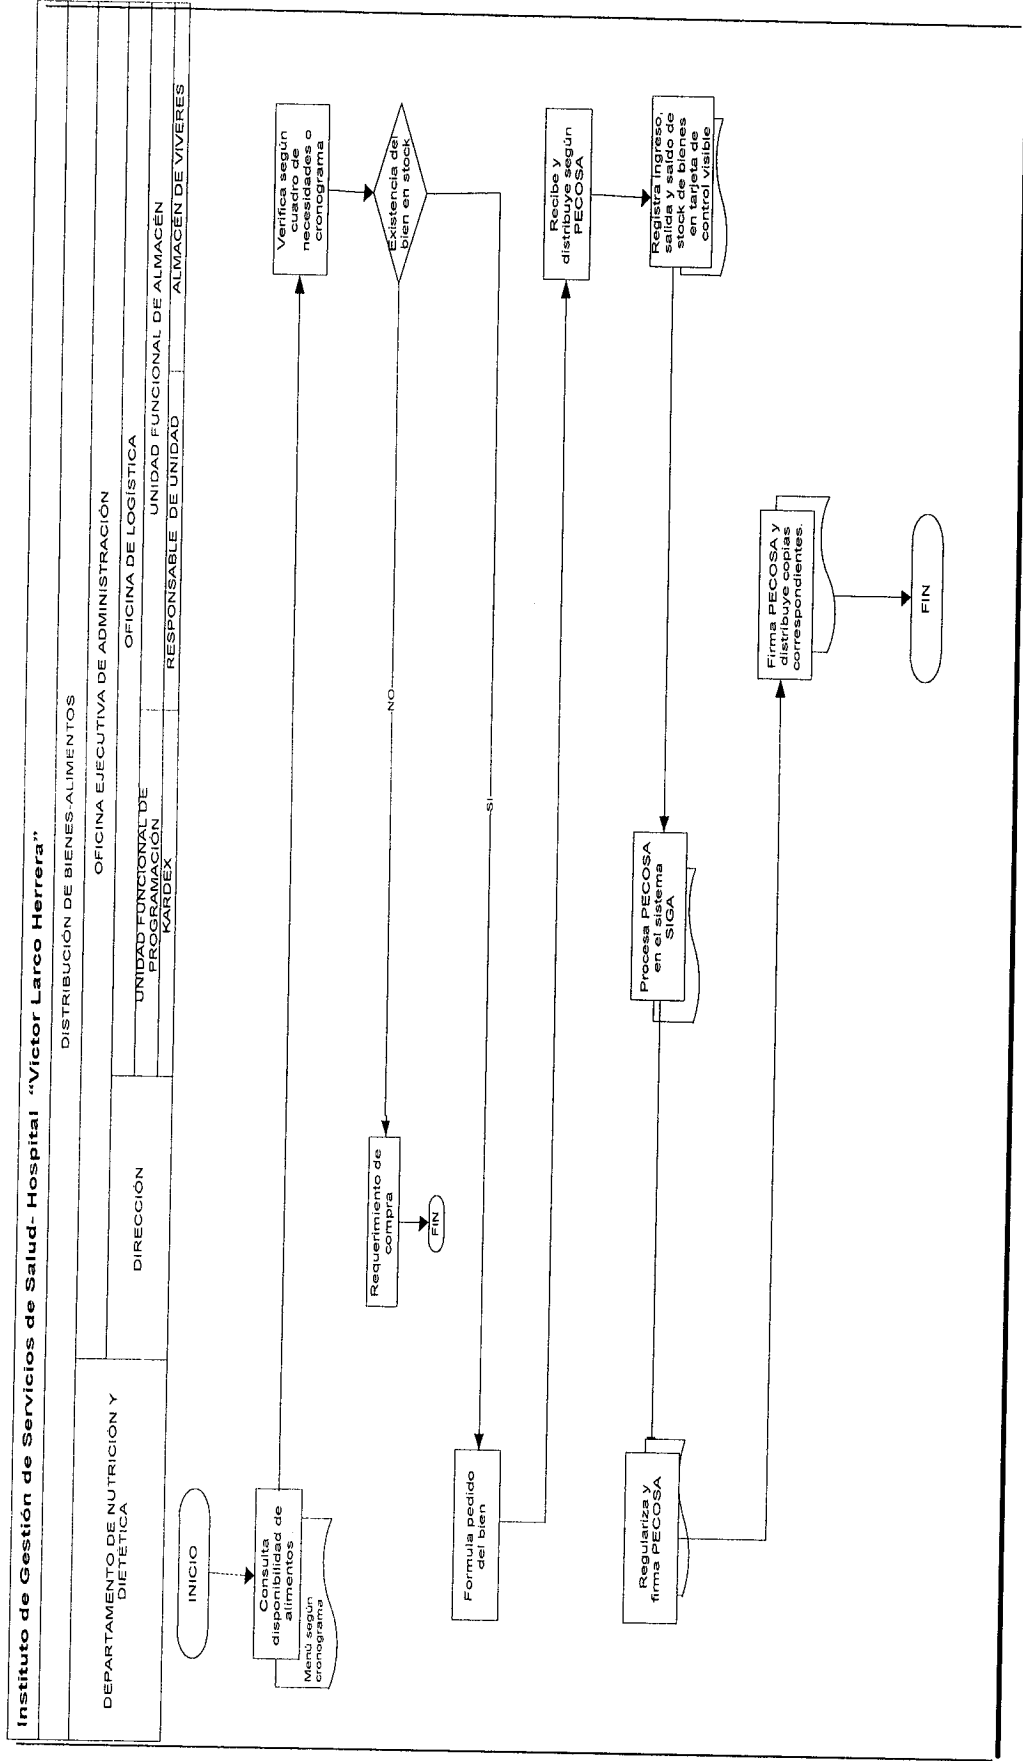 Instituto de Gestión de Servicios de Salud- Hospital "Víctor Larco Herrera"
DISTRIBUCIÓN DE BIENES-ALIMENTOS
DEPARTAMENTO DE NUTRICIÓN Y
DIETÉTICA
OFICINA EJECUTIVA DE ADMINISTRACIÓN
DIRECCIÓN
OFICINA DE LOGÍSTICA
UNIDAD FUNCIONAL DE
PROGRAMACIÓN
KARDEX
UNIDAD FUNCIONAL DE ALMACÉN
RESPONSABLE DE UNIDAD
ALMACÉN DE VIVERES
INICIO
Consulta
disponibilidad de
alimentos
Menú según
cronograma
Verifica según
cuadro de
necesidades o
cronograma
Existencia del
bien en stock
NO
Requerimiento de
compra
FIN
SI
Formula pedido
del bien
Recibe y
distribuye según
PECOSA
Registra ingreso,
salida y saldo de
stock de bienes
en tarjeta de
control visible
Procesa PECOSA
en el sistema
SIGA
Regulariza y
firma PECOSA
Firma PECOSA y
distribuye copias
correspondientes.
FIN